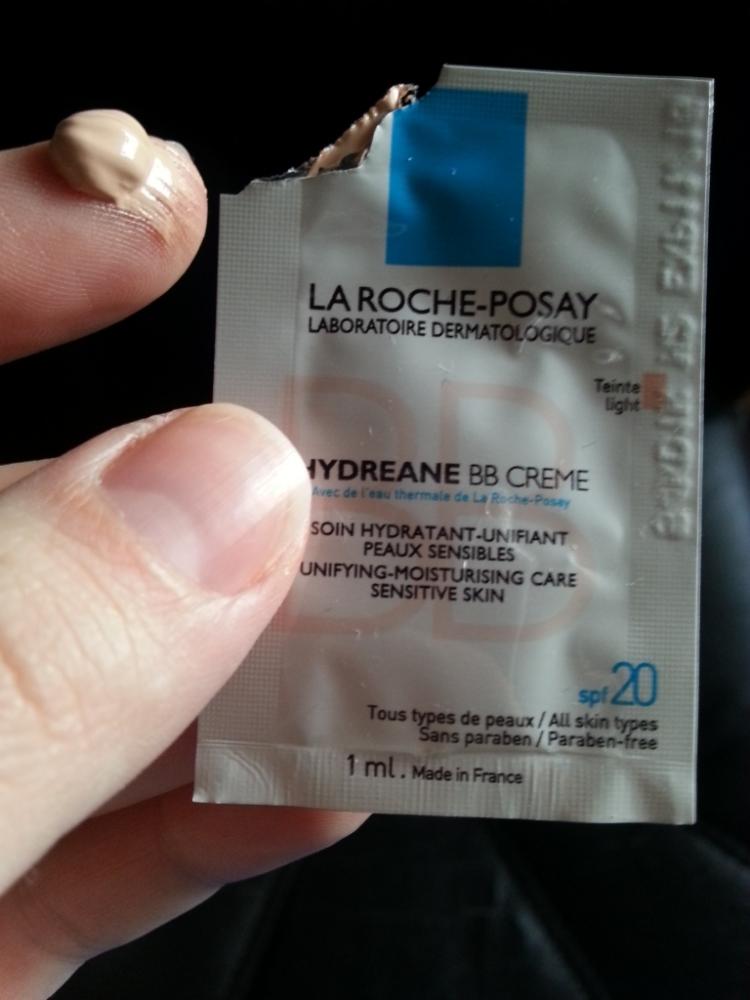 LA ROCHE-POSAY
LABORATOIRE DERMATOLOGIQUE
Teinte
light
BB
HYDREANE BB CREME
Avec de l'eau thermale de La Roche-Posay
SOIN HYDRATANT-UNIFIANT
PEAUX SENSIBLES
UNIFYING-MOISTURISING CARE
SENSITIVE SKIN
BB
spf 20
Tous types de peaux / All skin types
Sans paraben / Paraben-free
1 ml. Made in France